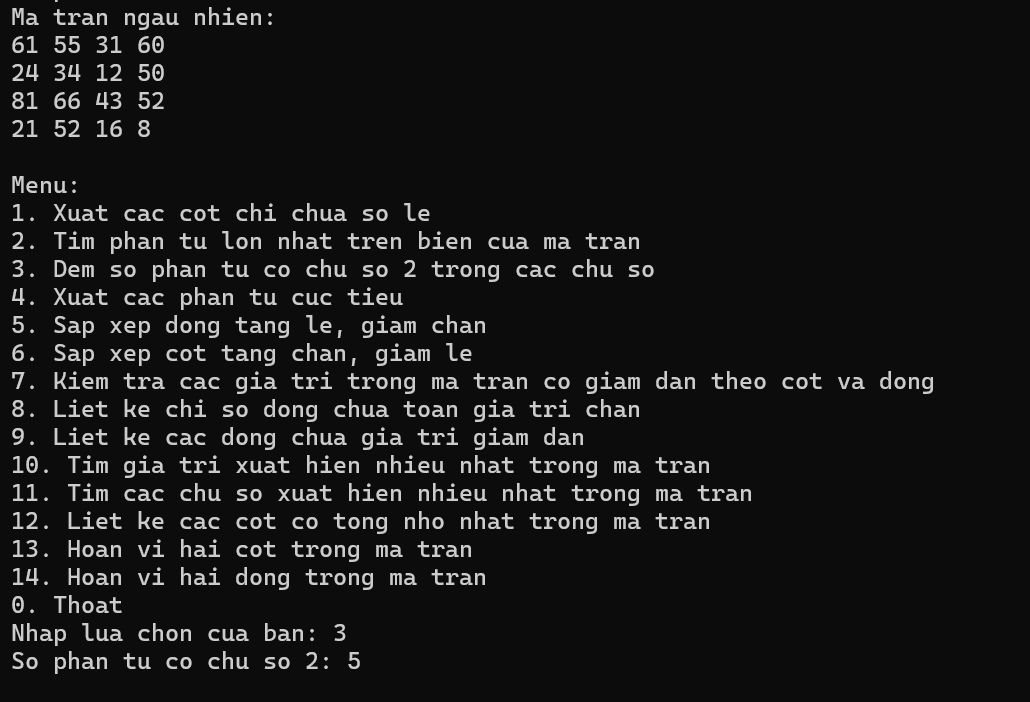 Ma tran ngau nhien:
61 55 31 60
24 34 12 50
81 66 43 52
21 52 16 8
Menu:
1. Xuat cac cot chi chua so le
2. Tim phan tu lon nhat tren bien cua ma tran
3. Dem so phan tu co chu so 2 trong cac chu so
4. Xuat cac phan tu cuc tieu
5. Sap xep dong tang le, giam chan
6. Sap xep cot tang chan, giam le
7. Kiem tra cac gia tri trong ma tran co giam dan theo cot va dong
8. Liet ke chi so dong chua toan gia tri chan
9. Liet ke cac dong chua gia tri giam dan
10. Tim gia tri xuat hien nhieu nhat trong ma tran
11. Tim cac chu so xuat hien nhieu nhat trong ma tran
12. Liet ke cac cot co tong nho nhat trong ma tran
13. Hoan vi hai cot trong ma tran
14. Hoan vi hai dong trong ma tran
0. Thoat
Nhap lua chon cua ban: 3
So phan tu co chu so 2: 5